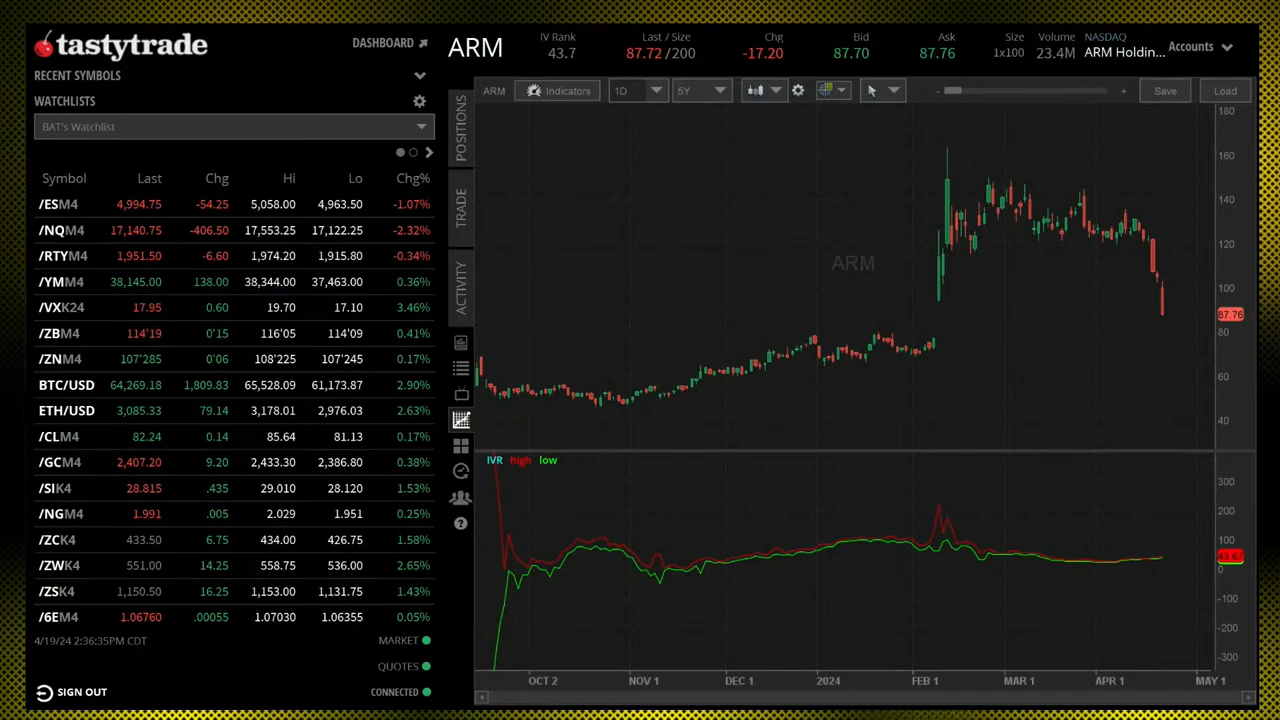 tastytrade
DASHBOARD
RECENT SYMBOLS
WATCHLISTS
BAT's Watchlist
Symbol Last Chg Hi Lo Chg%
/ESM4 4,994.75 -54.25 5,058.00 4,963.50 -1.07%
/NQM4 17,140.75 -406.50 17,553.25 17,122.25 -2.32%
/RTYM4 1,951.50 -6.60 1,974.20 1,915.80 -0.34%
/YMM4 38,145.00 138.00 38,344.00 37,463.00 0.36%
/VXK24 17.95 0.60 19.70 17.10 3.46%
/ZBM4 114'19 0'15 116'05 114'09 0.41%
/ZNM4 107'285 0'06 108'225 107'245 0.17%
BTC/USD 64,269.18 1,809.83 65,528.09 61,173.87 2.90%
ETH/USD 3,085.33 79.14 3,178.01 2,976.03 2.63%
/CLM4 82.24 0.14 85.64 81.13 0.17%
/GCM4 2,407.20 9.20 2,433.30 2,386.80 0.38%
/SIK4 28.815 .435 29.010 28.120 1.53%
/NGM4 1.991 .005 2.029 1.951 0.25%
/ZCK4 433.50 6.75 434.00 426.75 1.58%
/ZWK4 551.00 14.25 558.75 536.00 2.65%
/ZSK4 1,150.50 16.25 1,153.00 1,131.75 1.43%
/6EM4 1.06760 .00055 1.07030 1.06355 0.05%
4/19/24 2:36:35PM CDT
MARKET
QUOTES
SIGN OUT
CONNECTED
POSITIONS
TRADE
ACTIVITY
ARM
IV Rank Last / Size Chg Bid Ask Size Volume NASDAQ
43.7 87.72 /200 -17.20 87.70 87.76 1x100 23.4M ARM Holdin...
Accounts
ARM Indicators 1D 5Y - + Save Load
ARM
180
160
140
120
100
87.76
80
60
40
IVR high low
300
200
100
43.67
0
-100
-200
-300
OCT 2 NOV 1 DEC 1 2024 FEB 1 MAR 1 APR 1 MAY 1